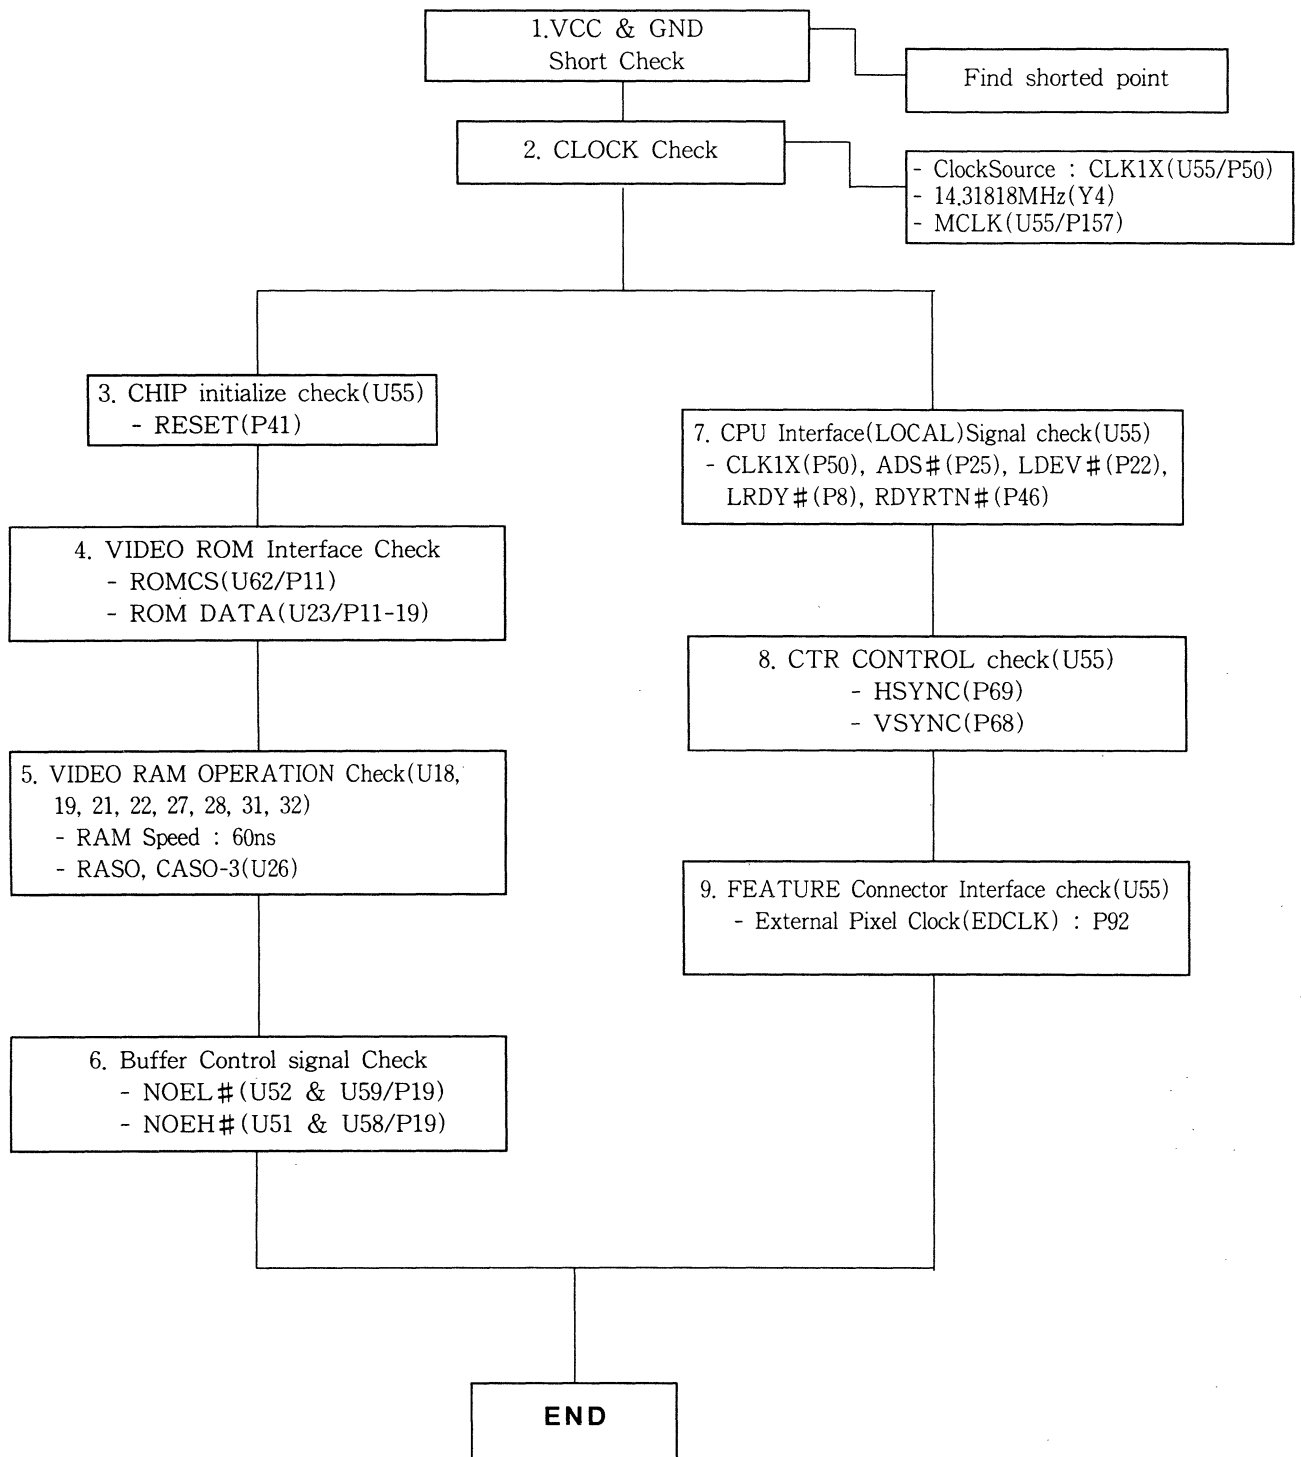 1.VCC & GND
Short Check
Find shorted point
2. CLOCK Check
- ClockSource : CLK1X(U55/P50)
- 14.31818MHz(Y4)
- MCLK(U55/P157)
3. CHIP initialize check(U55)
- RESET(P41)
4. VIDEO ROM Interface Check
- ROMCS(U62/P11)
- ROM DATA(U23/P11-19)
5. VIDEO RAM OPERATION Check(U18,
19, 21, 22, 27, 28, 31, 32)
- RAM Speed : 60ns
- RASO, CASO-3(U26)
6. Buffer Control signal Check
- NOEL#(U52 & U59/P19)
- NOEH#(U51 & U58/P19)
7. CPU Interface(LOCAL)Signal check(U55)
- CLK1X(P50), ADS#(P25), LDEV#(P22),
LRDY#(P8), RDYRTN#(P46)
8. CTR CONTROL check(U55)
- HSYNC(P69)
- VSYNC(P68)
9. FEATURE Connector Interface check(U55)
- External Pixel Clock(EDCLK) : P92
END